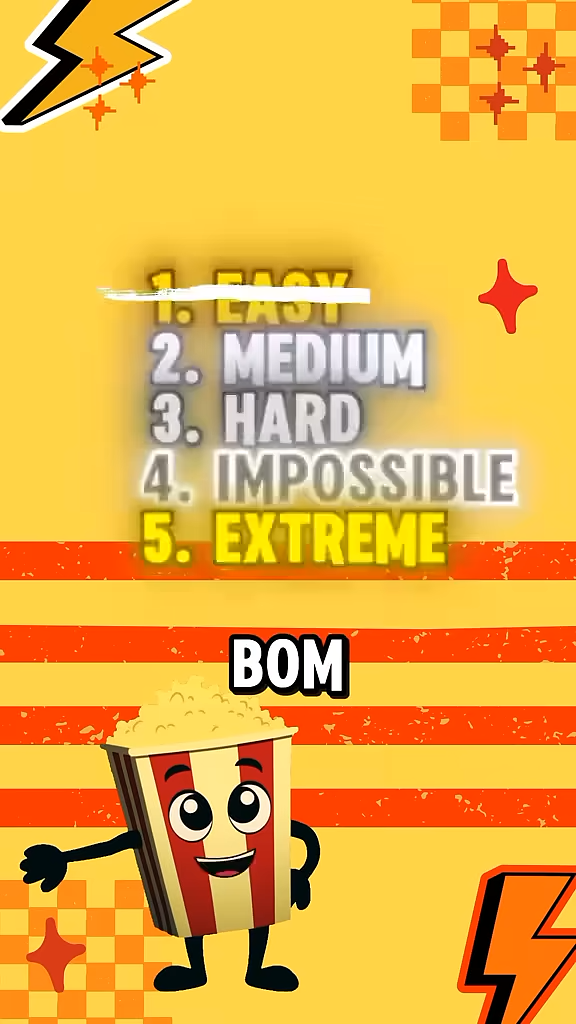 1. EASY
2. MEDIUM
3. HARD
4. IMPOSSIBLE
5. EXTREME
BOM